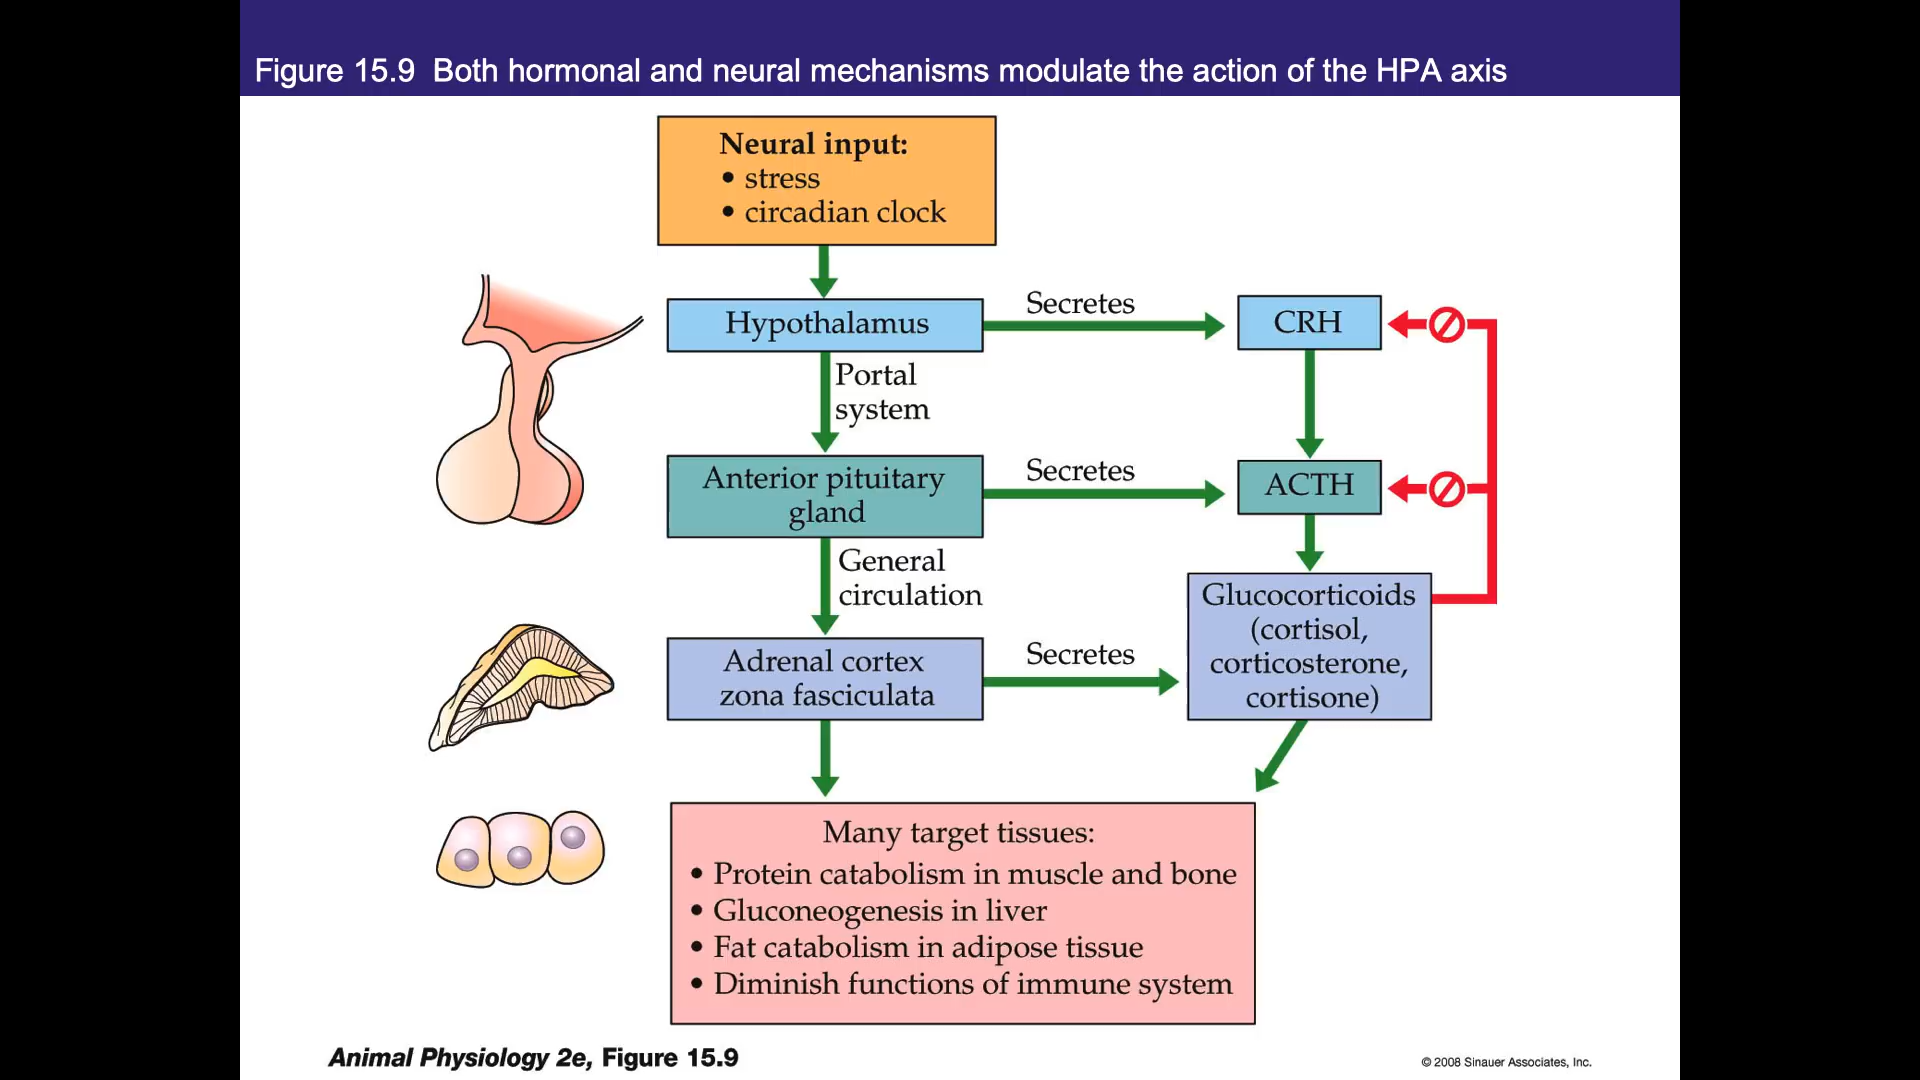 Figure 15.9 Both hormonal and neural mechanisms modulate the action of the HPA axis
Neural input:
• stress
• circadian clock
Hypothalamus
Secretes
CRH
Portal
system
Anterior pituitary
gland
Secretes
ACTH
General
circulation
Adrenal cortex
zona fasciculata
Secretes
Glucocorticoids
(cortisol,
corticosterone,
cortisone)
Many target tissues:
• Protein catabolism in muscle and bone
• Gluconeogenesis in liver
• Fat catabolism in adipose tissue
• Diminish functions of immune system
Animal Physiology 2e, Figure 15.9
© 2008 Sinauer Associates, Inc.